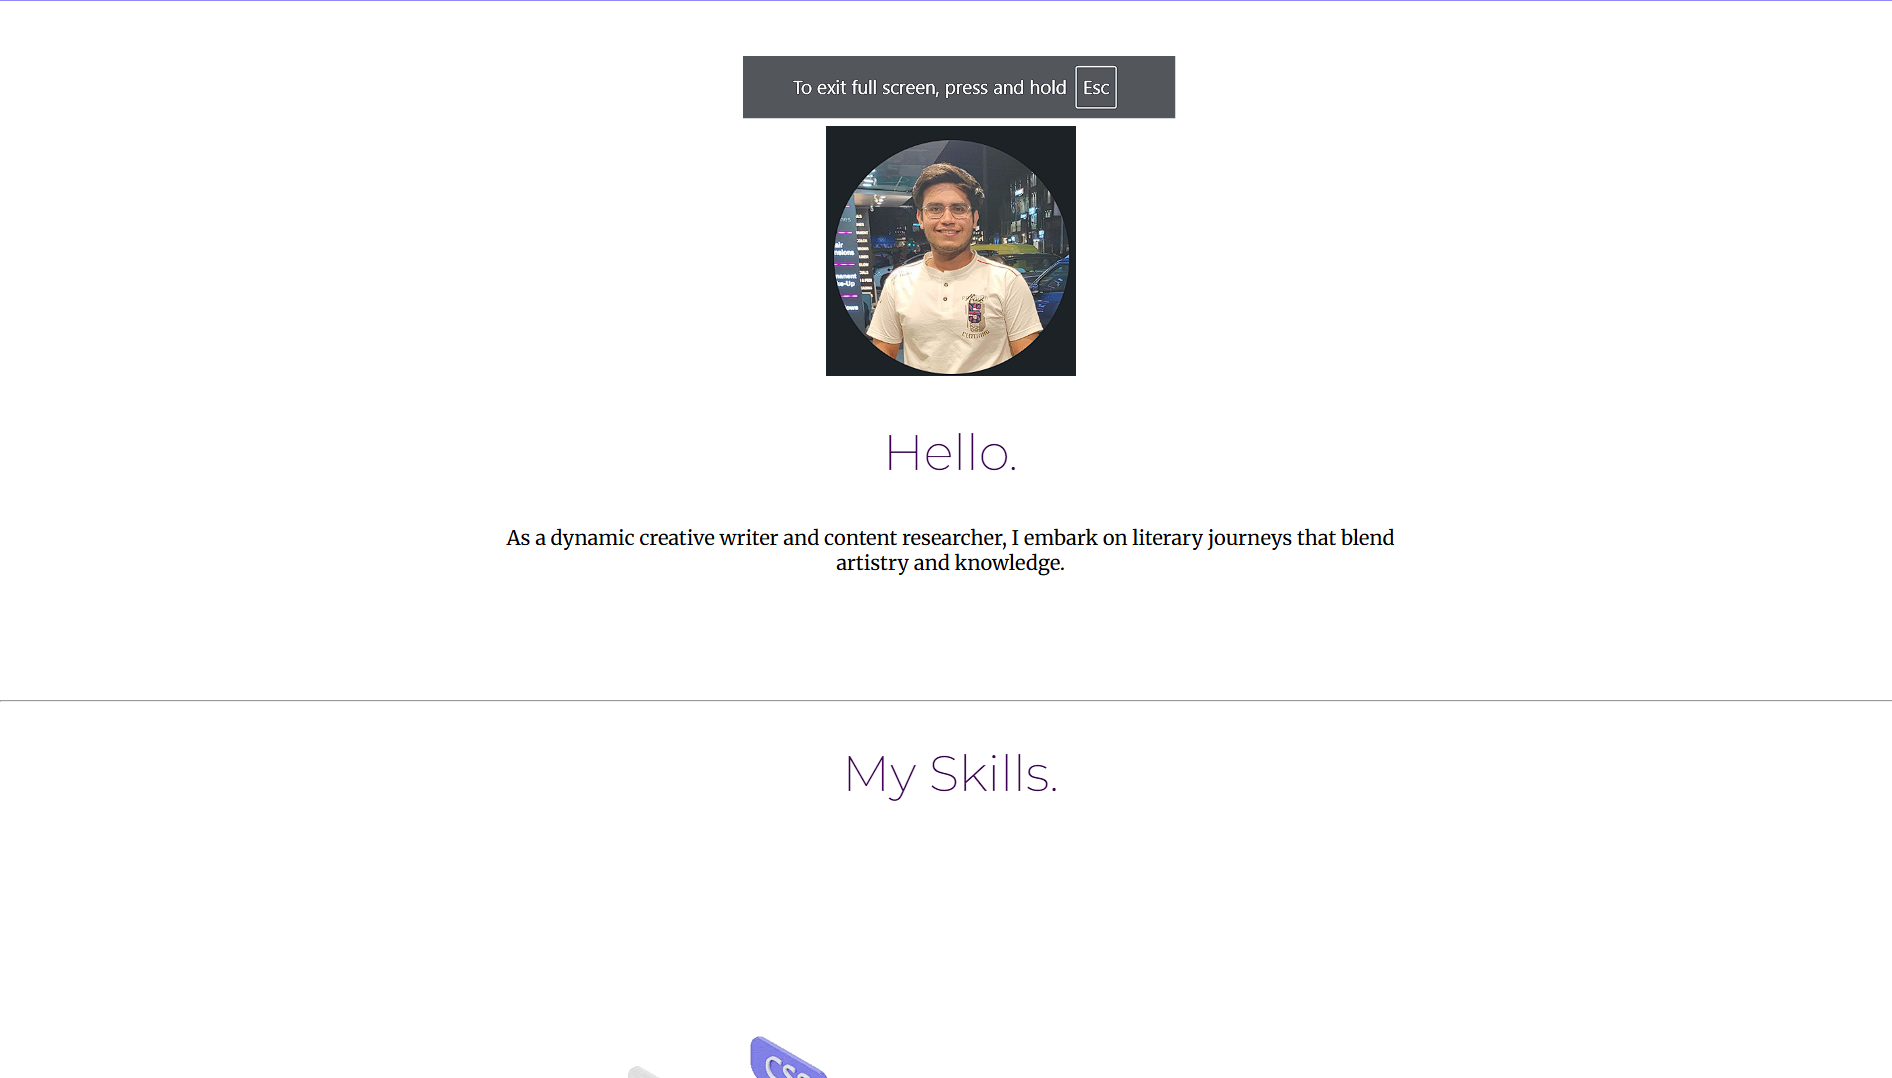 To exit full screen, press and hold Esc
Hello.
As a dynamic creative writer and content researcher, I embark on literary journeys that blend
artistry and knowledge.
My Skills.